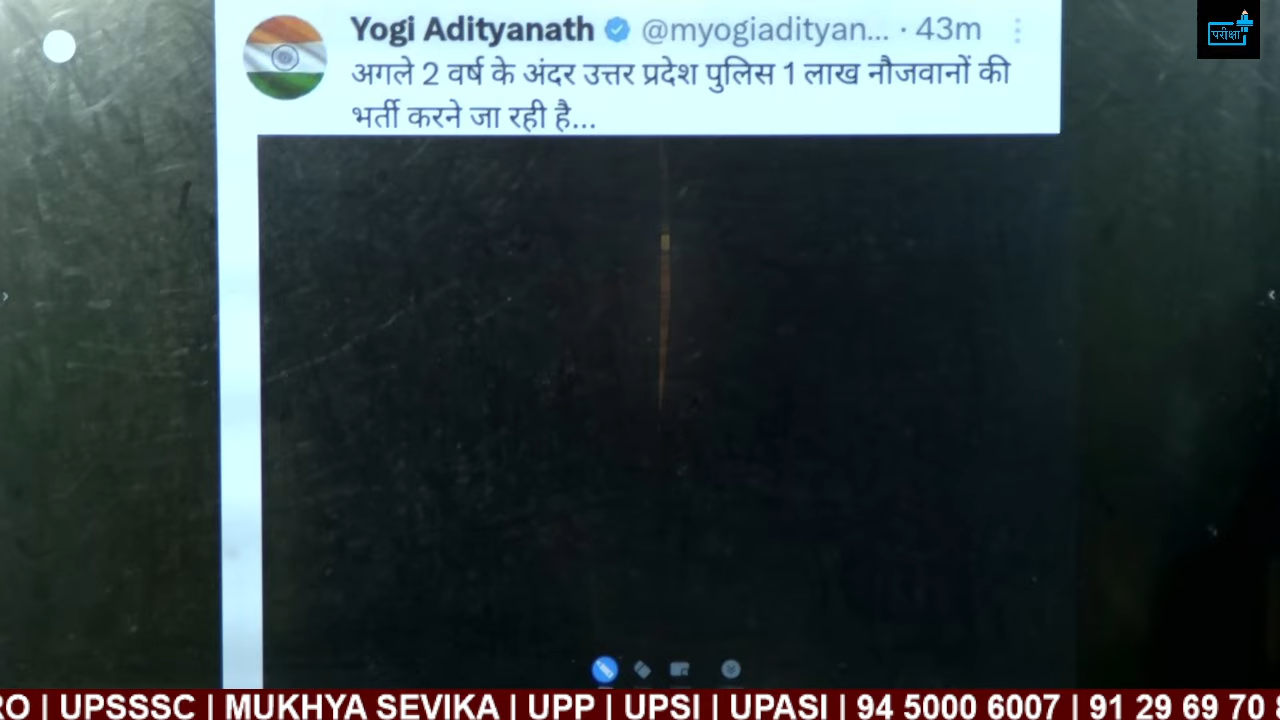 Yogi Adityanath @myogiadityan... · 43m
अगले 2 वर्ष के अंदर उत्तर प्रदेश पुलिस 1 लाख नौजवानों की
भर्ती करने जा रही है...
परीक्षा
RO | UPSSSC | MUKHYA SEVIKA | UPP | UPSI | UPASI | 94 5000 6007 | 91 29 69 70